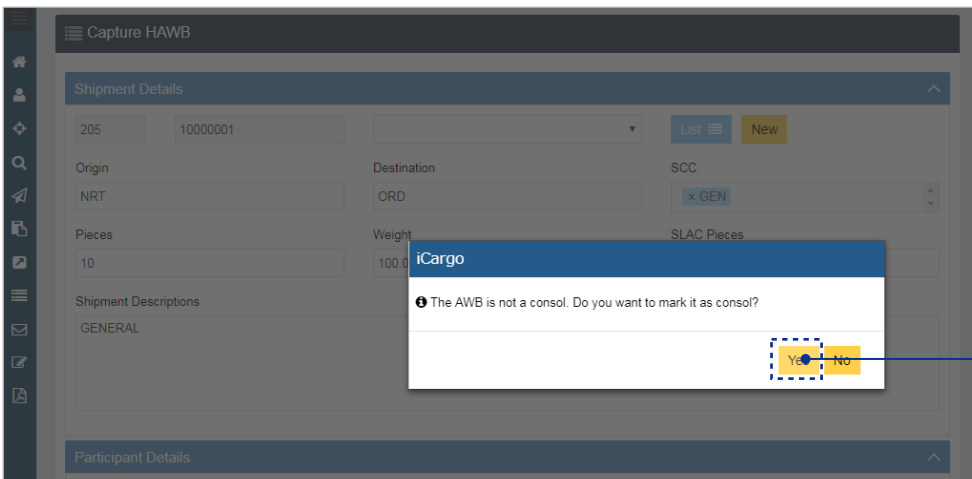 Capture HAWB
Shipment Details
205 10000001 List New
Origin Destination SCC
NRT ORD × GEN
Pieces Weight SLAC Pieces
10 100.0
iCargo
Shipment Descriptions
The AWB is not a consol. Do you want to mark it as consol?
GENERAL
Yes No
Participant Details